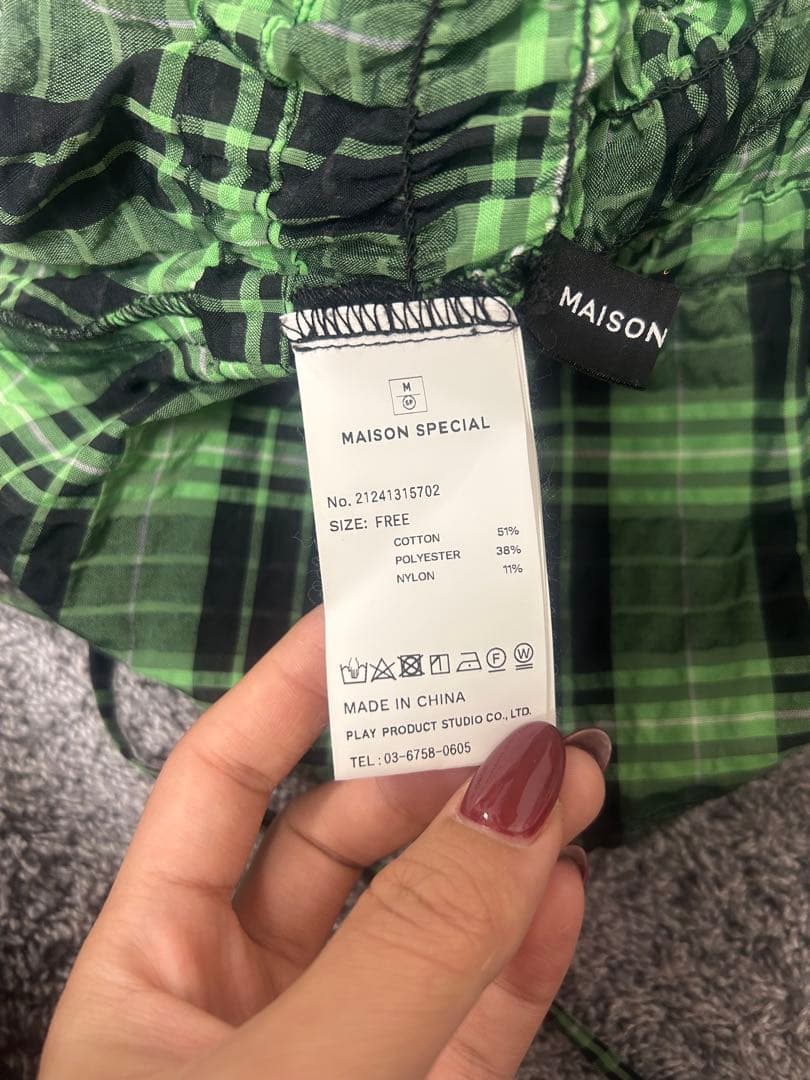 MAISON
M
SP
MAISON SPECIAL
No. 21241315702
SIZE: FREE
COTTON 51%
POLYESTER 38%
NYLON 11%
F W
MADE IN CHINA
PLAY PRODUCT STUDIO CO., LTD.
TEL : 03-6758-0605